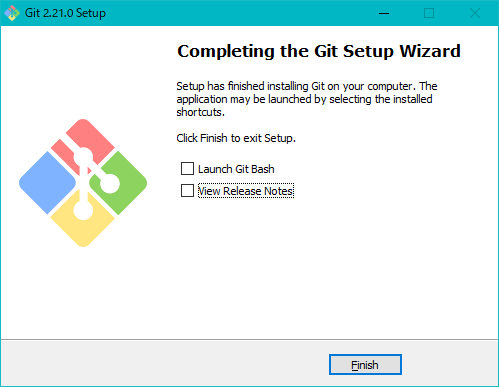 Git 2.21.0 Setup
Completing the Git Setup Wizard
Setup has finished installing Git on your computer. The
application may be launched by selecting the installed
shortcuts.
Click Finish to exit Setup.
Launch Git Bash
View Release Notes
Finish